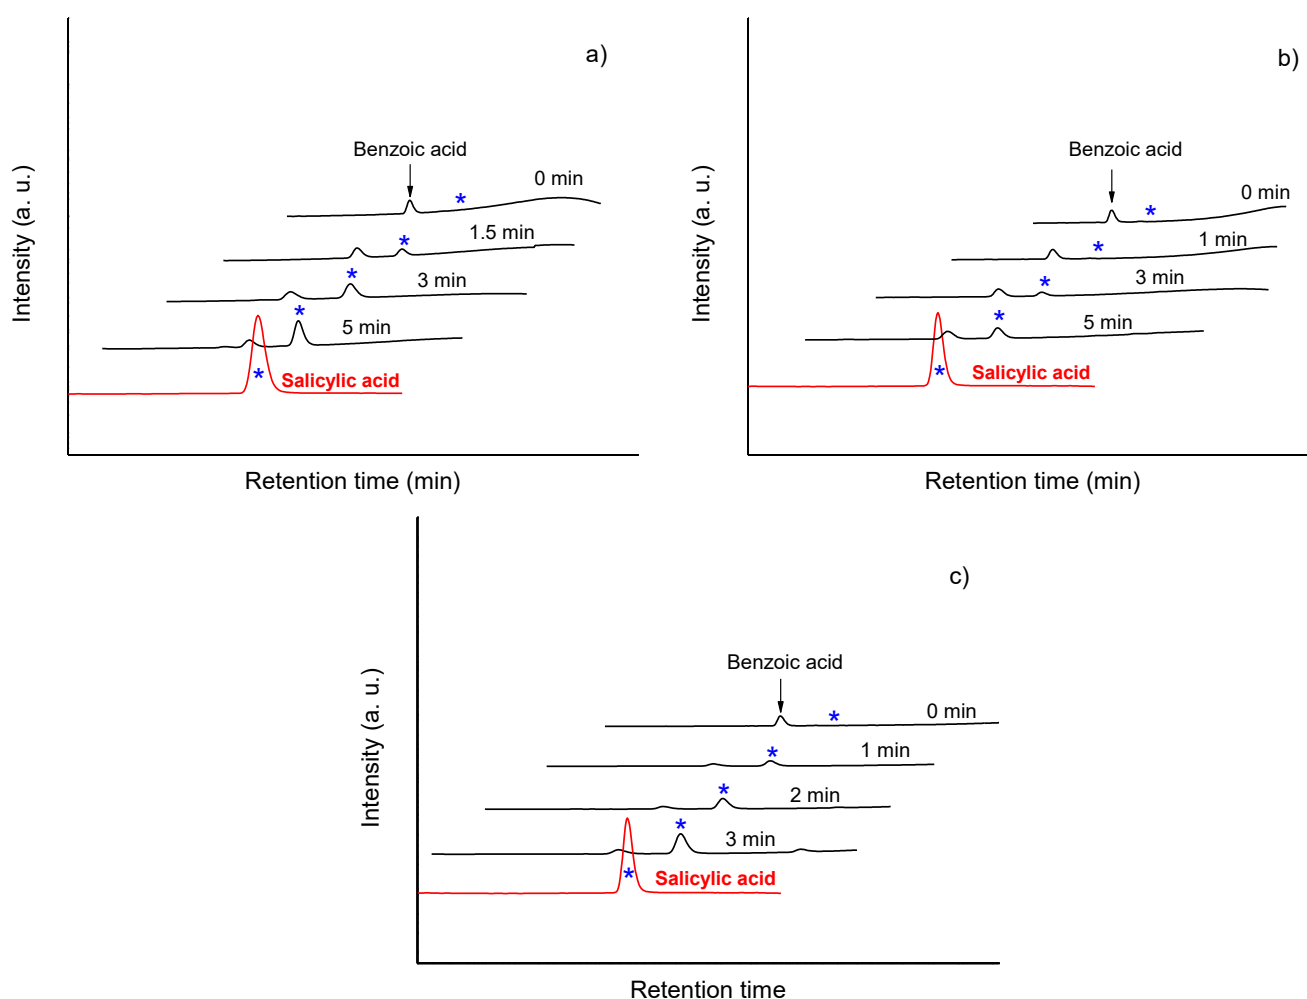 a)
Benzoic acid
*
0 min
*
1.5 min
*
3 min
*
5 min
*
Salicylic acid
Intensity (a. u.)
Retention time (min)
b)
Benzoic acid
*
0 min
*
1 min
*
3 min
*
5 min
*
Salicylic acid
Intensity (a. u.)
Retention time (min)
c)
Benzoic acid
*
0 min
*
1 min
*
2 min
*
3 min
*
Salicylic acid
Intensity (a. u.)
Retention time